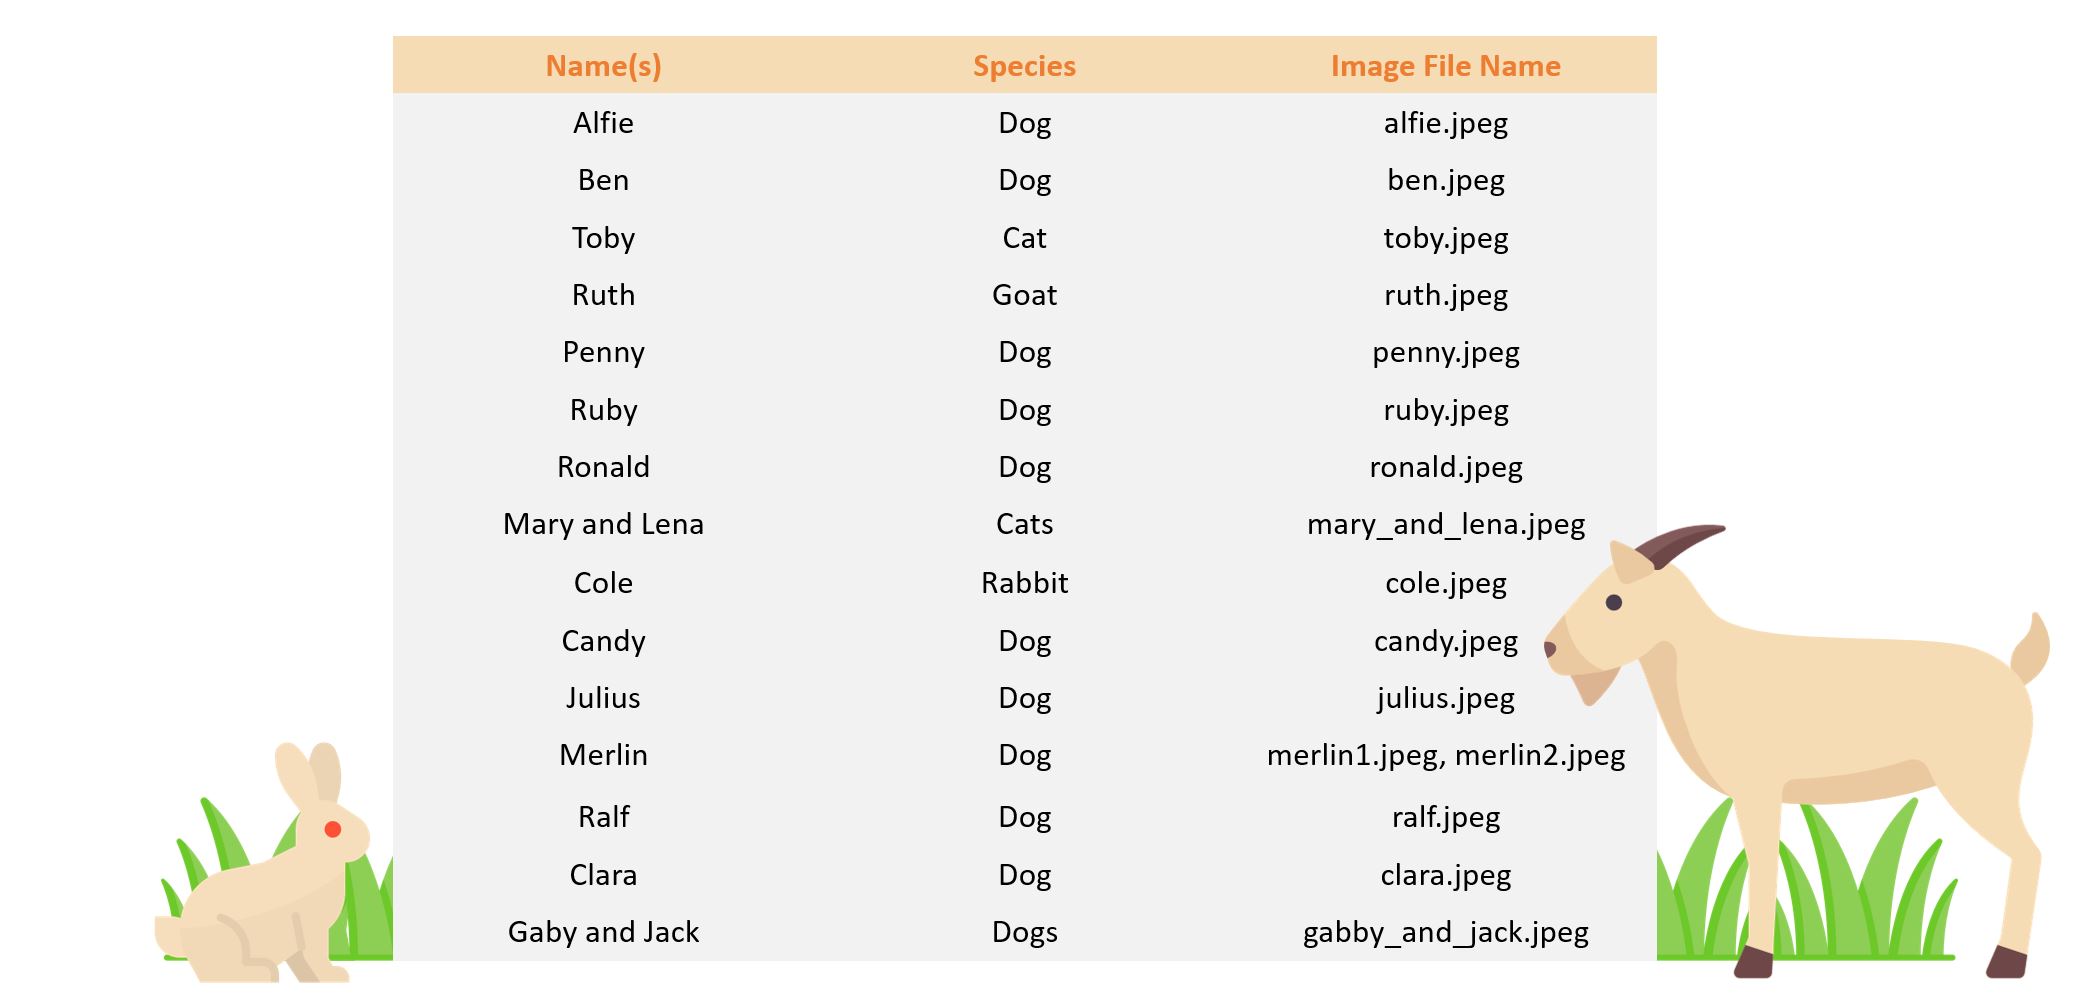 Name(s) Species Image File Name
Alfie Dog alfie.jpeg
Ben Dog ben.jpeg
Toby Cat toby.jpeg
Ruth Goat ruth.jpeg
Penny Dog penny.jpeg
Ruby Dog ruby.jpeg
Ronald Dog ronald.jpeg
Mary and Lena Cats mary_and_lena.jpeg
Cole Rabbit cole.jpeg
Candy Dog candy.jpeg
Julius Dog julius.jpeg
Merlin Dog merlin1.jpeg, merlin2.jpeg
Ralf Dog ralf.jpeg
Clara Dog clara.jpeg
Gaby and Jack Dogs gabby_and_jack.jpeg